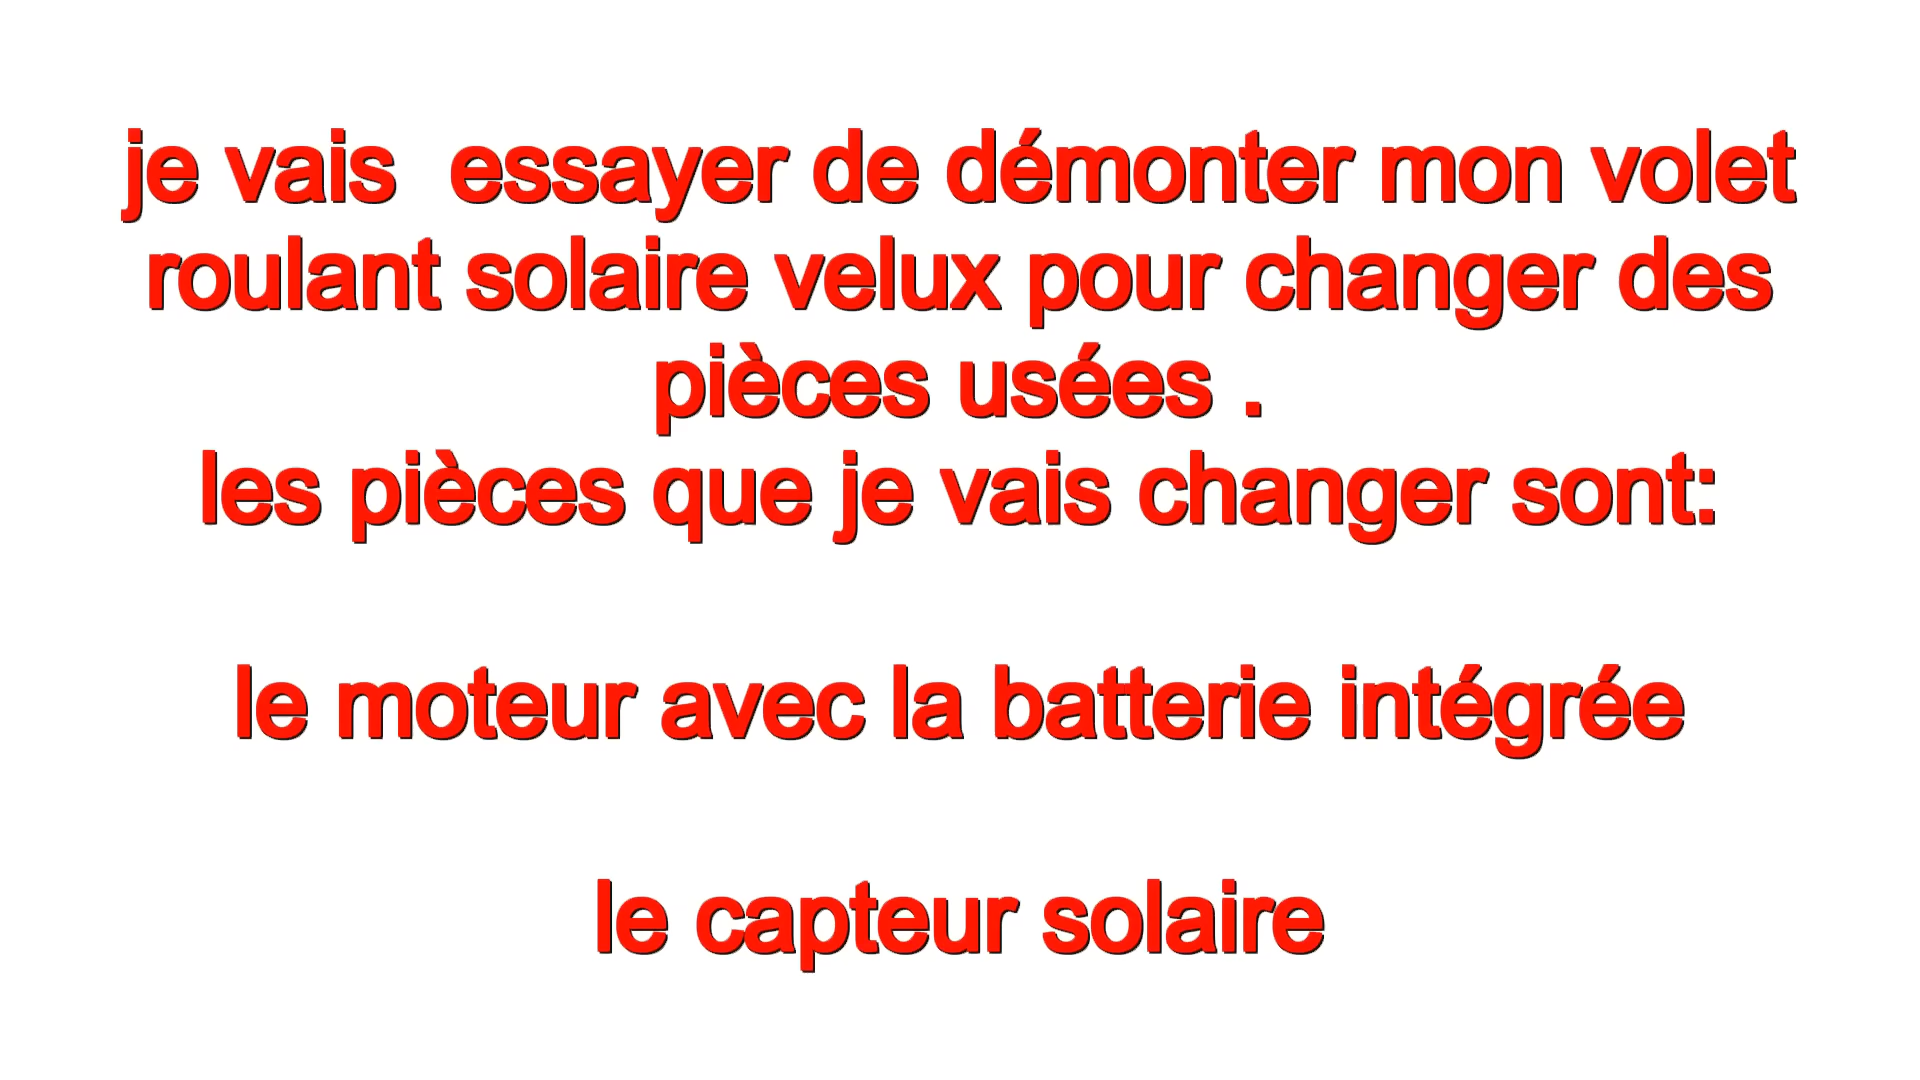 je vais  essayer de démonter mon volet
roulant solaire velux pour changer des
pièces usées .
les pièces que je vais changer sont:
le moteur avec la batterie intégrée
le capteur solaire